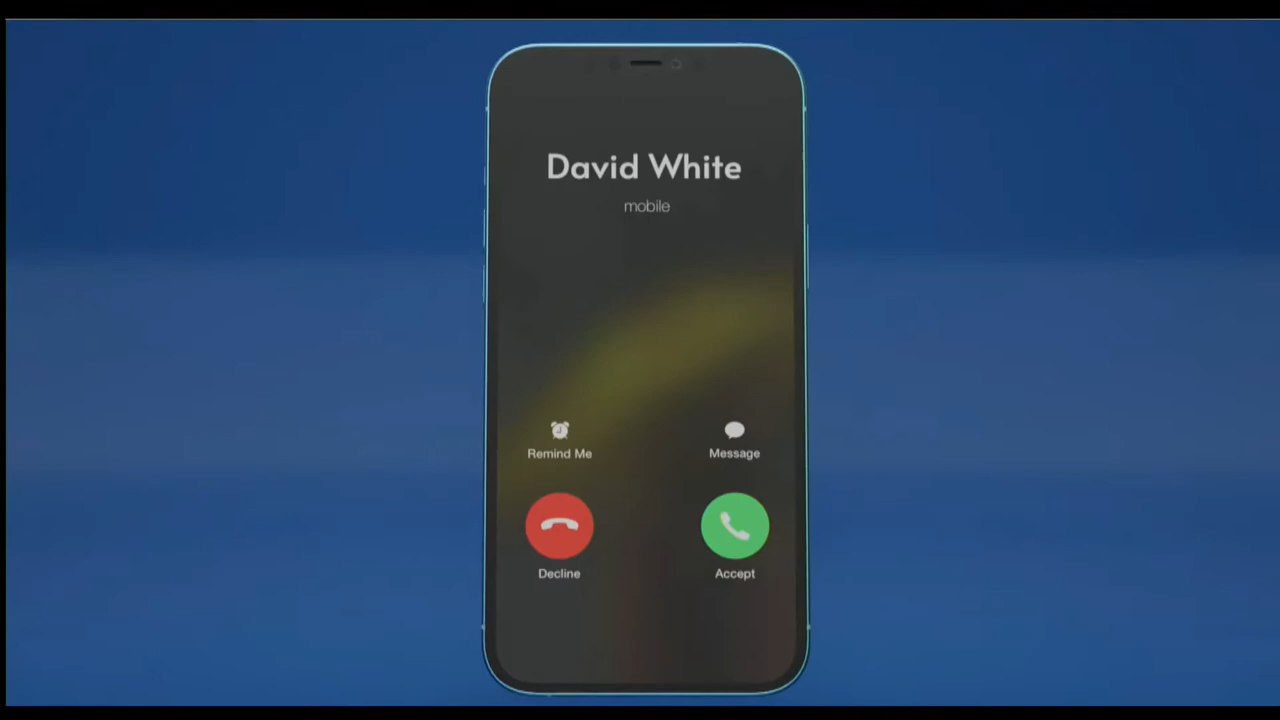 David White
mobile
Remind Me
Message
Decline
Accept